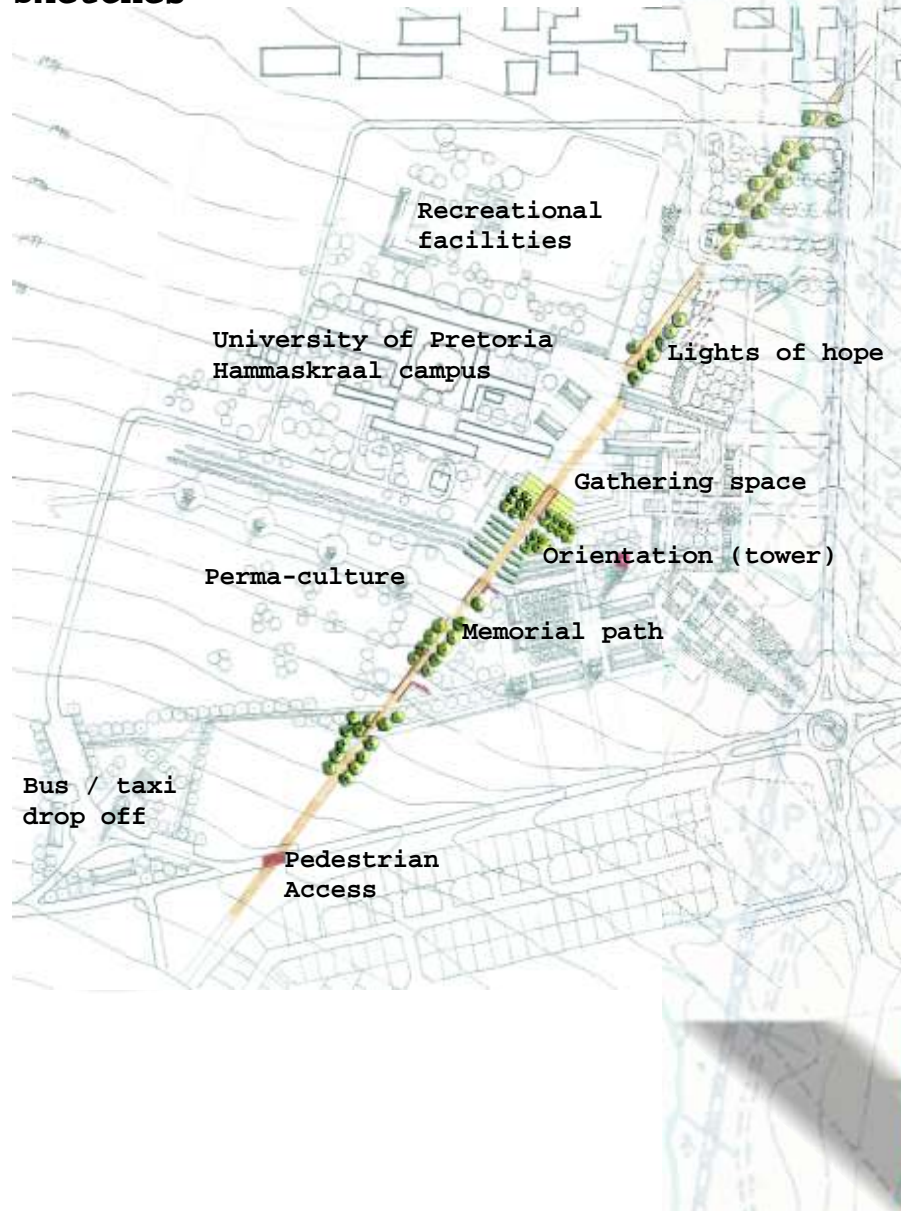 sketches
Recreational
facilities
University of Pretoria
Hammaskraal campus
Lights of hope
Gathering space
Orientation (tower)
Perma-culture
Memorial path
Bus / taxi
drop off
Pedestrian
Access